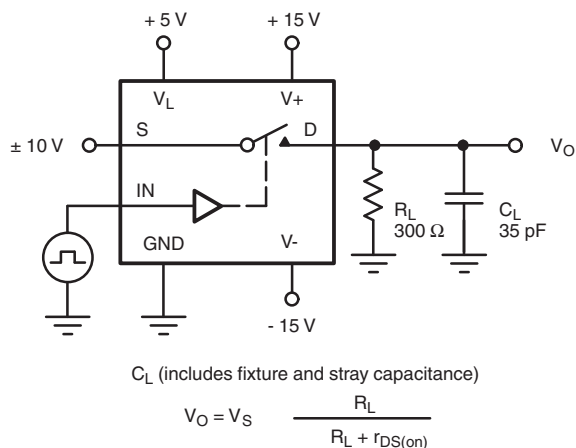 + 5 V
+ 15 V
V_L
V+
S
D
± 10 V
V_O
IN
R_L
300 Ω
C_L
35 pF
GND
V-
- 15 V
C_L (includes fixture and stray capacitance)
V_O = V_S R_L
R_L + r_DS(on)